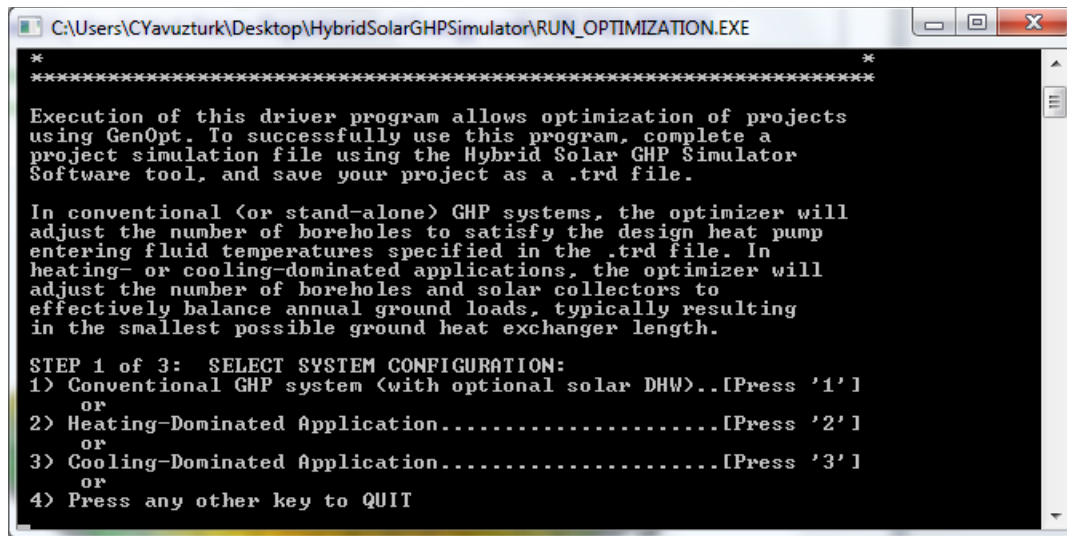 C:\Users\CYavuzturk\Desktop\HybridSolarGHPSimulator\RUN_OPTIMIZATION.EXE
*                                                                *
******************************************************************
Execution of this driver program allows optimization of projects
using GenOpt. To successfully use this program, complete a
project simulation file using the Hybrid Solar GHP Simulator
Software tool, and save your project as a .trd file.
In conventional (or stand-alone) GHP systems, the optimizer will
adjust the number of boreholes to satisfy the design heat pump
entering fluid temperatures specified in the .trd file. In
heating- or cooling-dominated applications, the optimizer will
adjust the number of boreholes and solar collectors to
effectively balance annual ground loads, typically resulting
in the smallest possible ground heat exchanger length.
STEP 1 of 3:  SELECT SYSTEM CONFIGURATION:
1) Conventional GHP system (with optional solar DHW)..[Press '1']
or
2) Heating-Dominated Application......................[Press '2']
or
3) Cooling-Dominated Application......................[Press '3']
or
4) Press any other key to QUIT